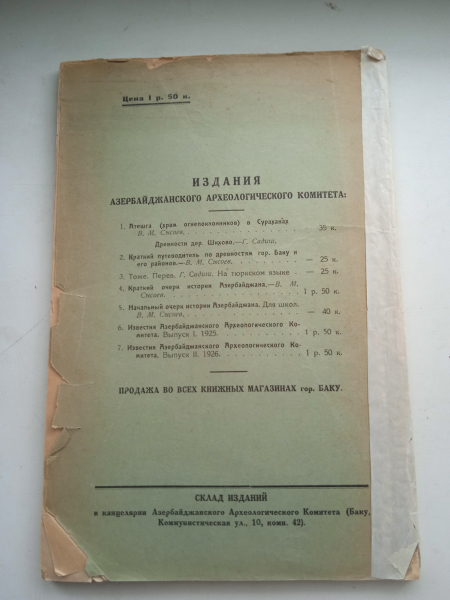 Цена 1 р. 50 к.
ИЗДАНИЯ
АЗЕРБАЙДЖАНСКОГО АРХЕОЛОГИЧЕСКОГО КОМИТЕТА:
1. Атешга (храм огнепоклонников) в Сураханах
В. М. Сысоев. . . . . . . . . . . . . . . 35 к.
Древности дер. Шихово.—Г. Садиғи.
2. Краткий путеводитель по древностям гор. Баку и
его районов.—В. М. Сысоев. . . . . . . . — 25 к.
3. Тоже. Перев. Г. Садиғи. На тюркском языке . — 25 к.
4. Краткий очерк истории Азербайджана.—В. М.
Сысоев. . . . . . . . . . . . . . . 1 р. 50 к.
5. Начальный очерк истории Азербайджана. Для школ.
В. М. Сысоев. . . . . . . . . . . . . — 40 к.
6. Известия Азербайджанского Археологического Ко-
митета. Выпуск I. 1925. . . . . . . . 1 р. 50 к.
7. Известия Азербайджанского Археологического Ко-
митета. Выпуск II. 1926. . . . . . . . 1 р. 50 к.
ПРОДАЖА ВО ВСЕХ КНИЖНЫХ МАГАЗИНАХ гор. БАКУ.
СКЛАД ИЗДАНИЙ
в канцелярии Азербайджанского Археологического Комитета (Баку,
Коммунистическая ул., 10, комн. 42).